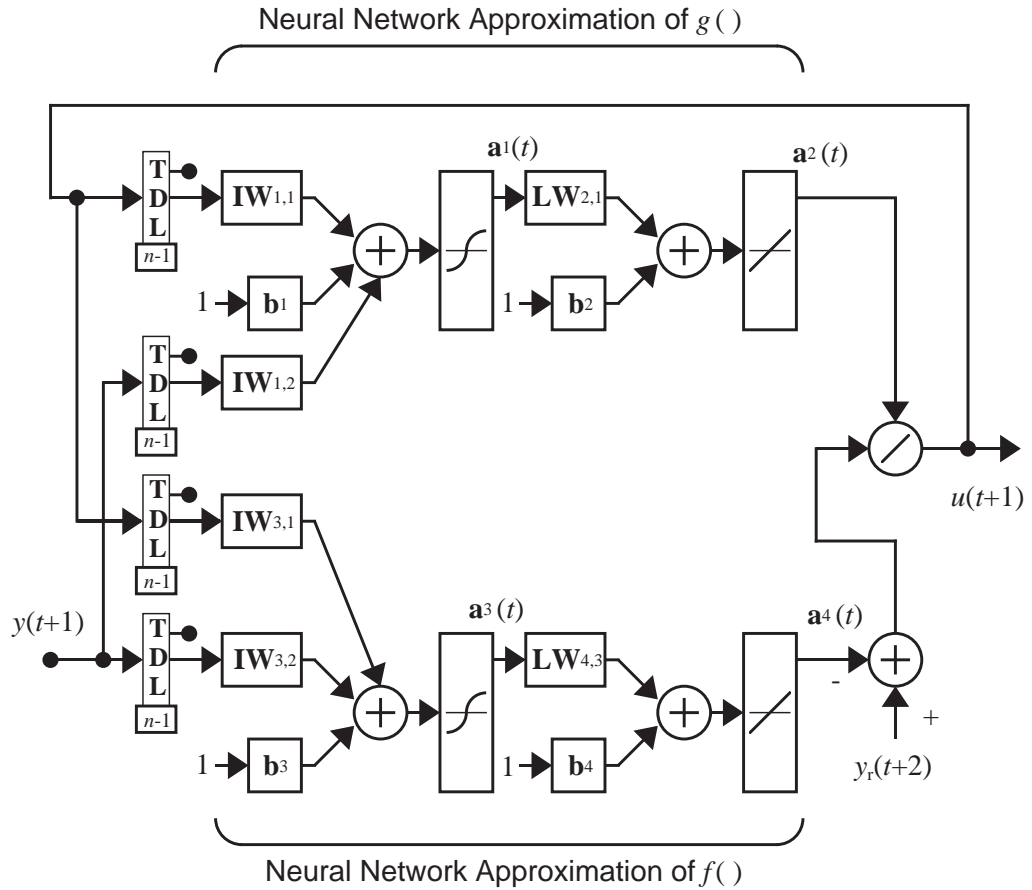 Neural Network Approximation of g ( )
a1(t)
a2 (t)
T
D
L
n-1
IW1,1
LW2,1
1
b1
1
b2
T
D
L
n-1
IW1,2
T
D
L
n-1
IW3,1
u(t+1)
y(t+1)
T
D
L
n-1
IW3,2
a3 (t)
LW4,3
a4 (t)
-
+
1
b3
1
b4
yr(t+2)
Neural Network Approximation of f ( )